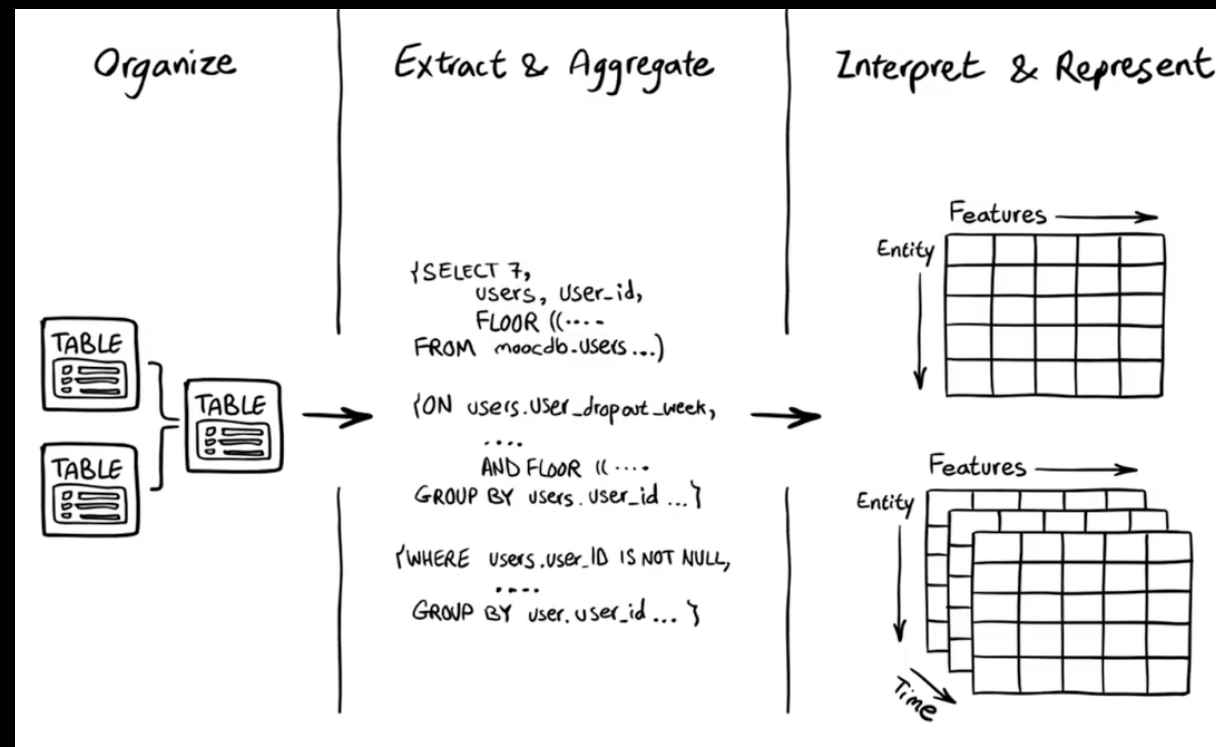 Organize
Extract & Aggregate
Interpret & Represent
TABLE
TABLE
TABLE
{SELECT 7,
users, user_id,
FLOOR ((....
FROM moocdb.users...)
{ON users.user_dropout_week,
....
AND FLOOR ((....
GROUP BY users.user_id ...}
{WHERE users.user_ID IS NOT NULL,
....
GROUP BY user.user_id ... }
Features
Entity
Features
Entity
Time